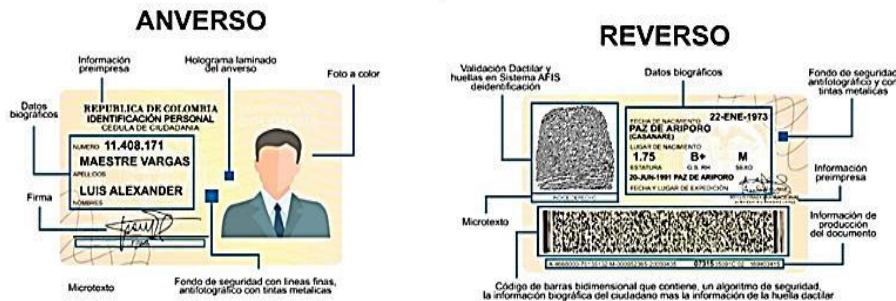 ANVERSO
Información
preimpresa
Holograma laminado
del anverso
Foto a color
Datos
biográficos
REPUBLICA DE COLOMBIA
IDENTIFICACIÓN PERSONAL
CEDULA DE CIUDADANIA
NUMERO 11.408.171
MAESTRE VARGAS
APELLIDOS
LUIS ALEXANDER
NOMBRES
Firma
Microtexto
Fondo de seguridad con lineas finas,
antifotográfico con tintas metalicas
REVERSO
Validación Dactilar y
huellas en Sistema AFIS
deidentificación
Datos biográficos
Fondo de seguridad
antifotográfico y con
tintas metalicas
FECHA DE NACIMIENTO 22-ENE-1973
PAZ DE ARIPORO
(CASANARE)
LUGAR DE NACIMIENTO
1.75 B+ M
ESTATURA G.S. RH SEXO
20-JUN-1991 PAZ DE ARIPORO
FECHA Y LUGAR DE EXPEDICIÓN
Información
preimpresa
Microtexto
Información de
producción
del documento
Código de barras bidimensional que contiene, un algoritmo de seguridad,
la información biográfica del ciudadano mas la información de la huella dactilar